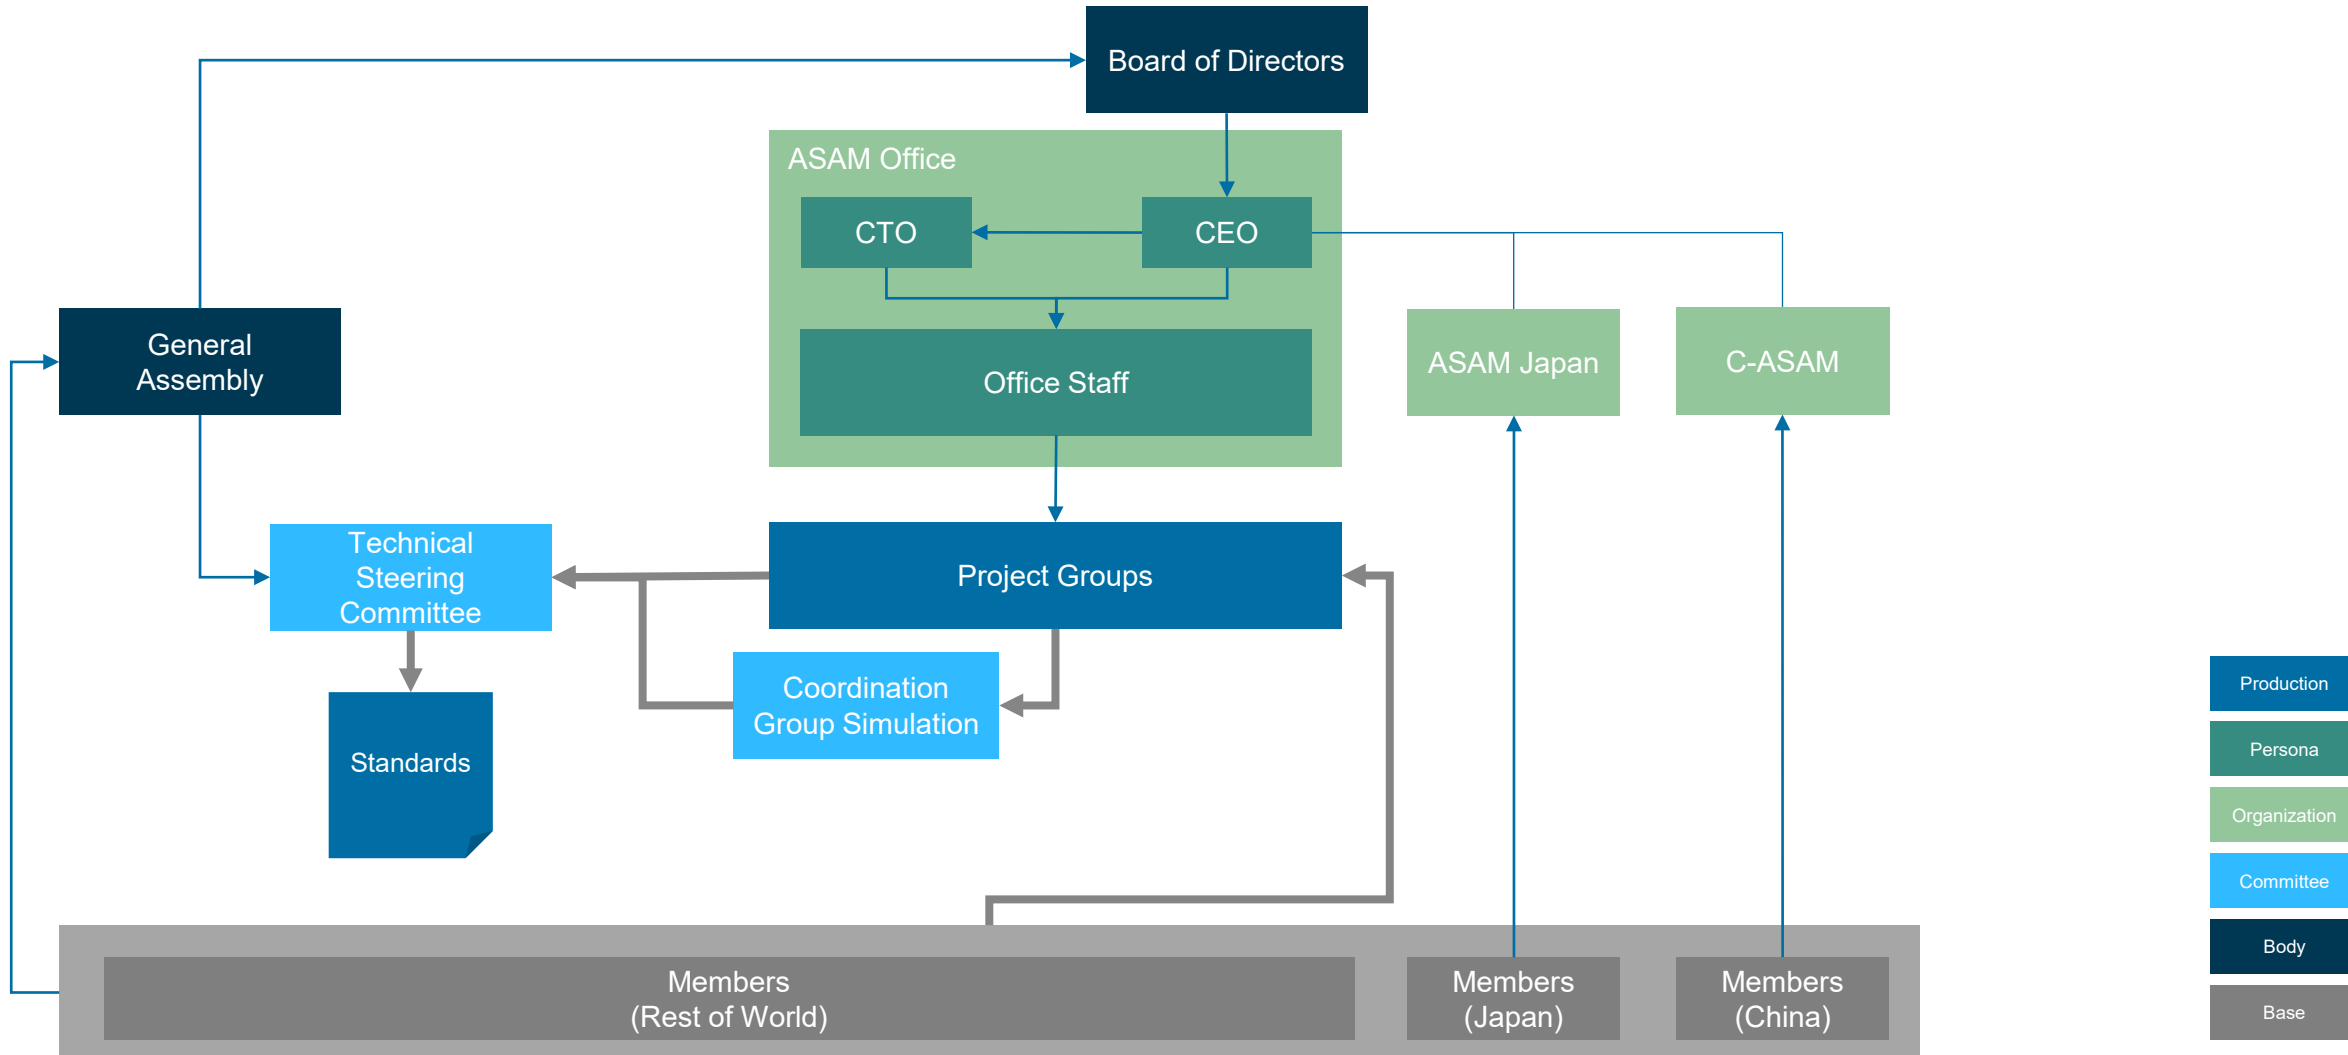 Board of Directors
ASAM Office
CTO
CEO
General
Assembly
Office Staff
ASAM Japan
C-ASAM
Technical
Steering
Committee
Project Groups
Coordination
Group Simulation
Standards
Members
(Rest of World)
Members
(Japan)
Members
(China)
Production
Persona
Organization
Committee
Body
Base